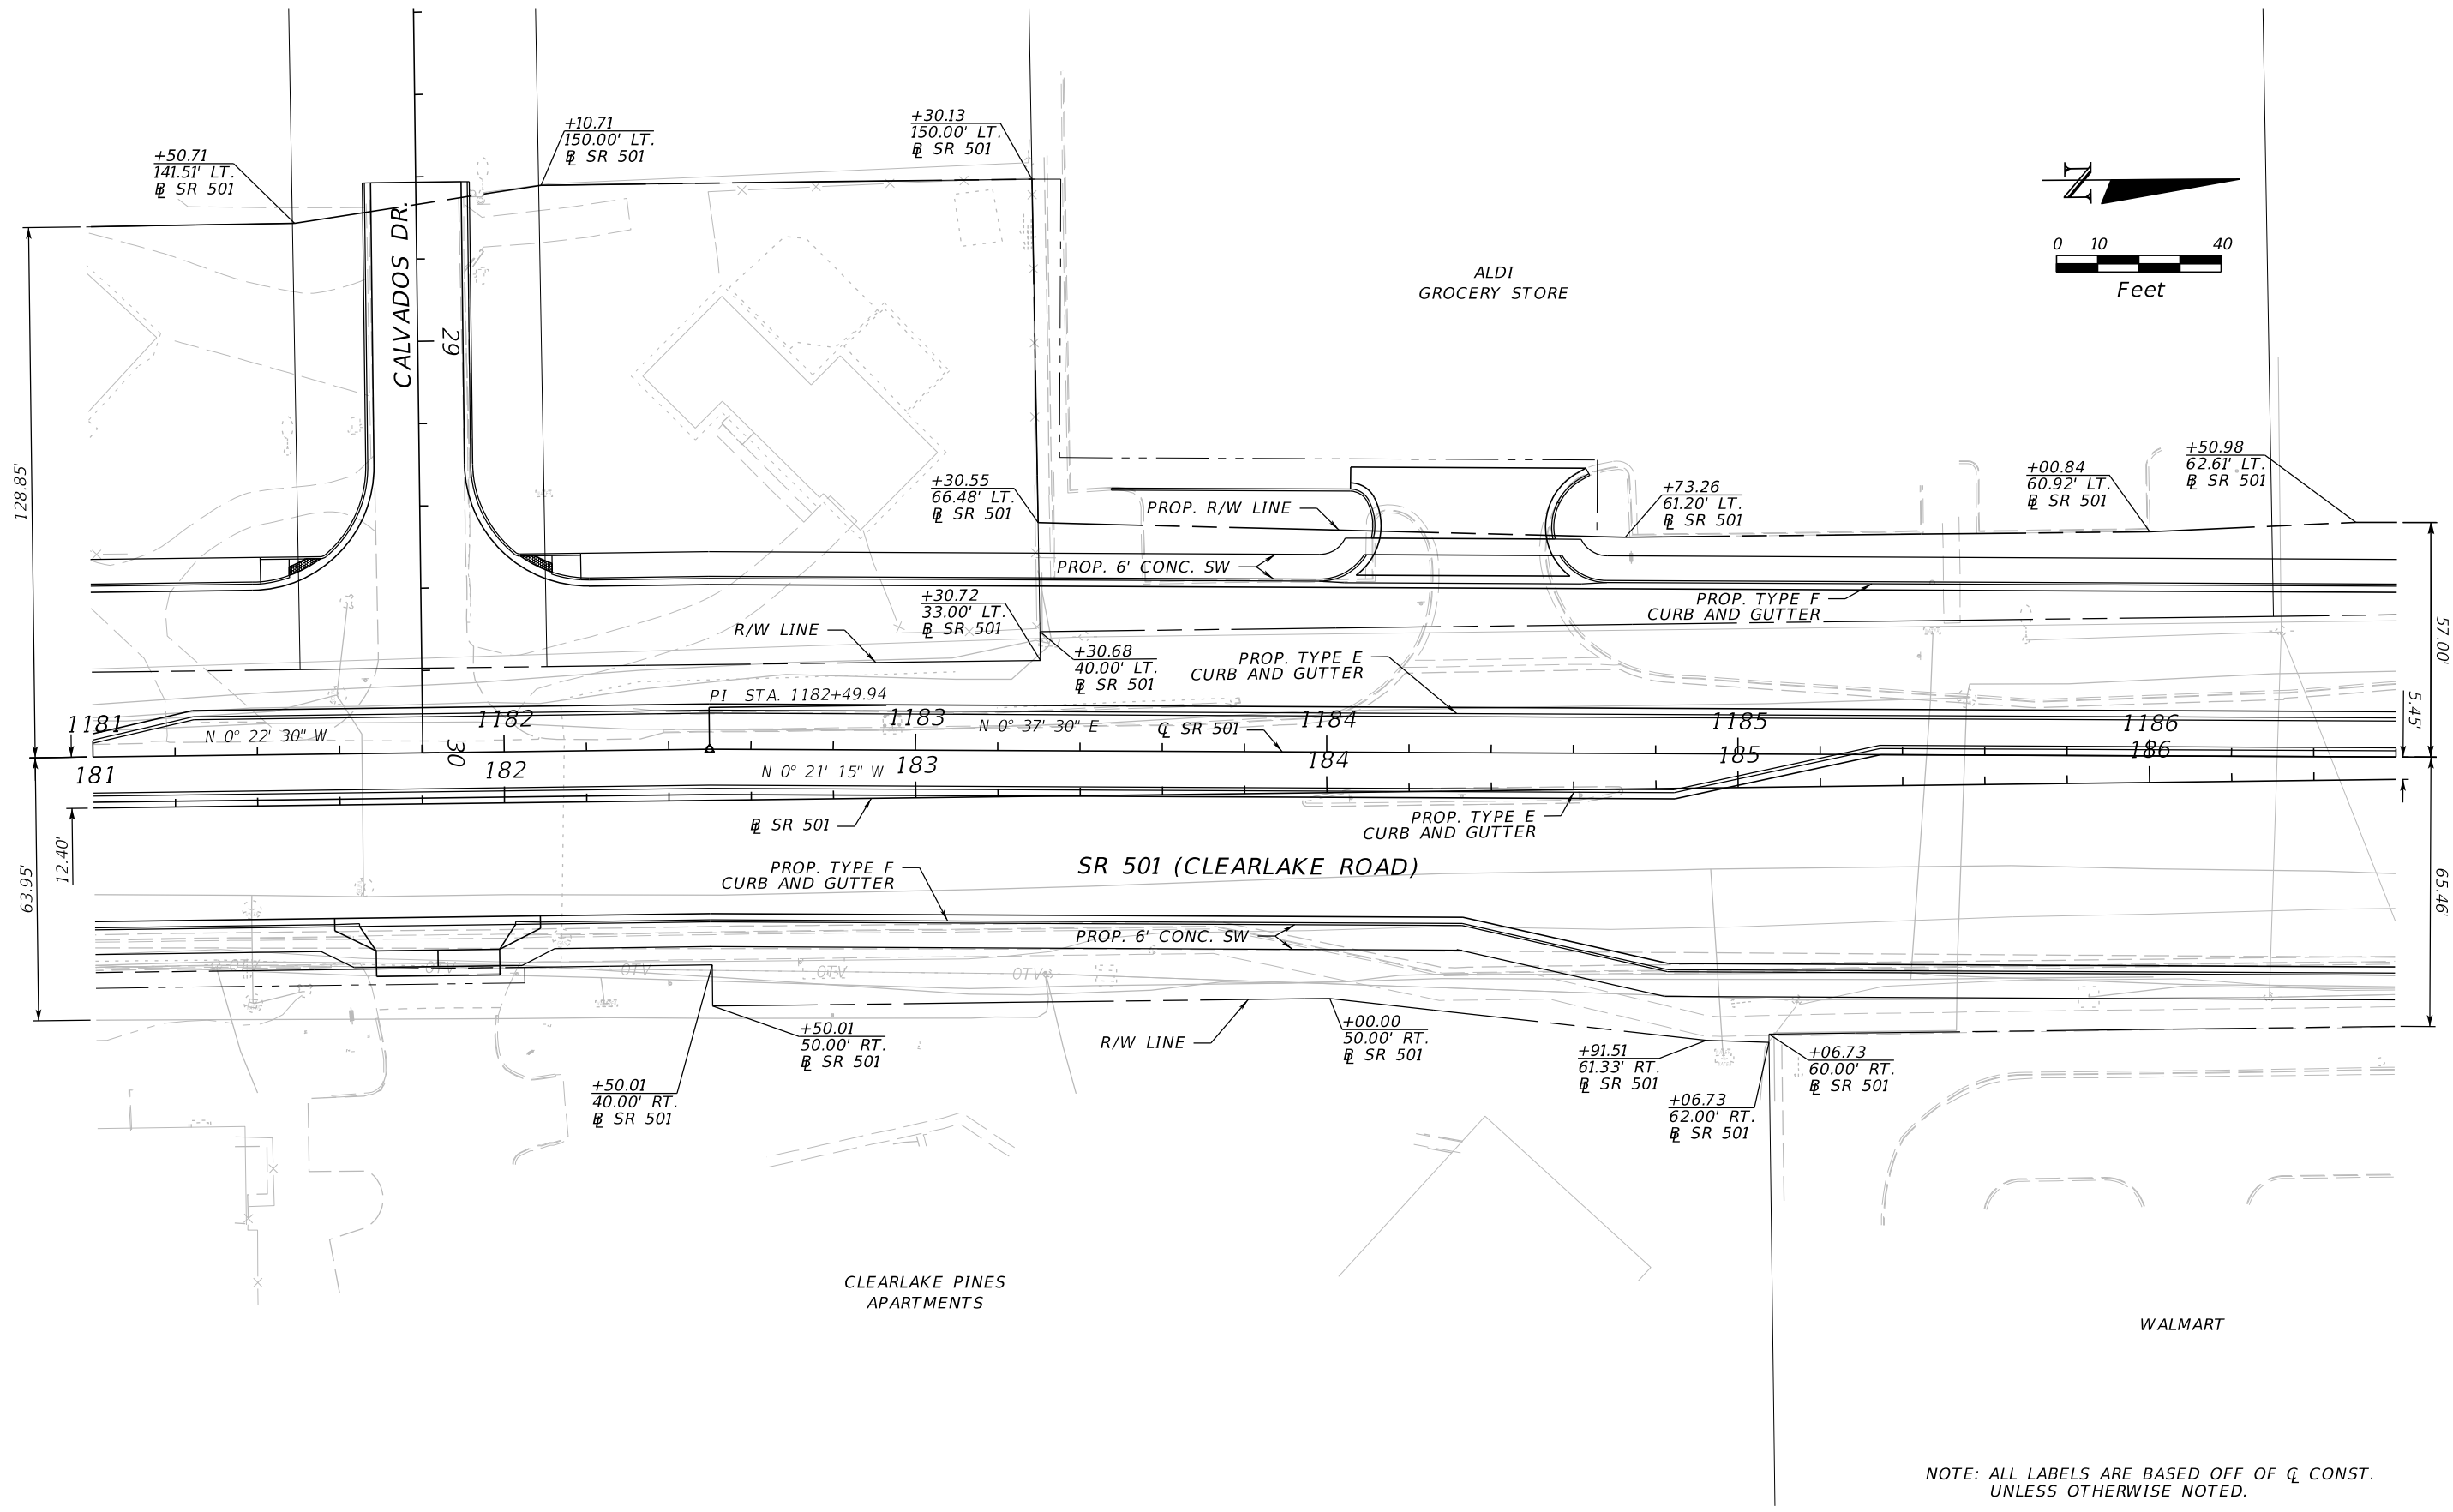 +10.71
150.00' LT.
℄ SR 501
+30.13
150.00' LT.
℄ SR 501
+50.71
141.51' LT.
℄ SR 501
N
0 10 40
Feet
CALVADOS DR.
29
30
ALDI
GROCERY STORE
128.85'
+30.55
66.48' LT.
℄ SR 501
PROP. R/W LINE
+73.26
61.20' LT.
℄ SR 501
+00.84
60.92' LT.
℄ SR 501
+50.98
62.61' LT.
℄ SR 501
PROP. 6' CONC. SW
+30.72
33.00' LT.
℄ SR 501
PROP. TYPE F
CURB AND GUTTER
R/W LINE
+30.68
40.00' LT.
℄ SR 501
PROP. TYPE E
CURB AND GUTTER
57.00'
5.45'
PI STA. 1182+49.94
1181 1182 1183 1184 1185 1186
N 0° 22' 30" W
N 0° 37' 30" E
℄ SR 501
181 182 183 184 185 186
N 0° 21' 15" W
℄ SR 501
PROP. TYPE E
CURB AND GUTTER
12.40'
63.95'
65.46'
SR 501 (CLEARLAKE ROAD)
PROP. TYPE F
CURB AND GUTTER
PROP. 6' CONC. SW
OTV OTV OTV OTV OTV
+50.01
50.00' RT.
℄ SR 501
R/W LINE
+00.00
50.00' RT.
℄ SR 501
+50.01
40.00' RT.
℄ SR 501
+91.51
61.33' RT.
℄ SR 501
+06.73
60.00' RT.
℄ SR 501
+06.73
62.00' RT.
℄ SR 501
CLEARLAKE PINES
APARTMENTS
WALMART
NOTE: ALL LABELS ARE BASED OFF OF ℄ CONST.
UNLESS OTHERWISE NOTED.